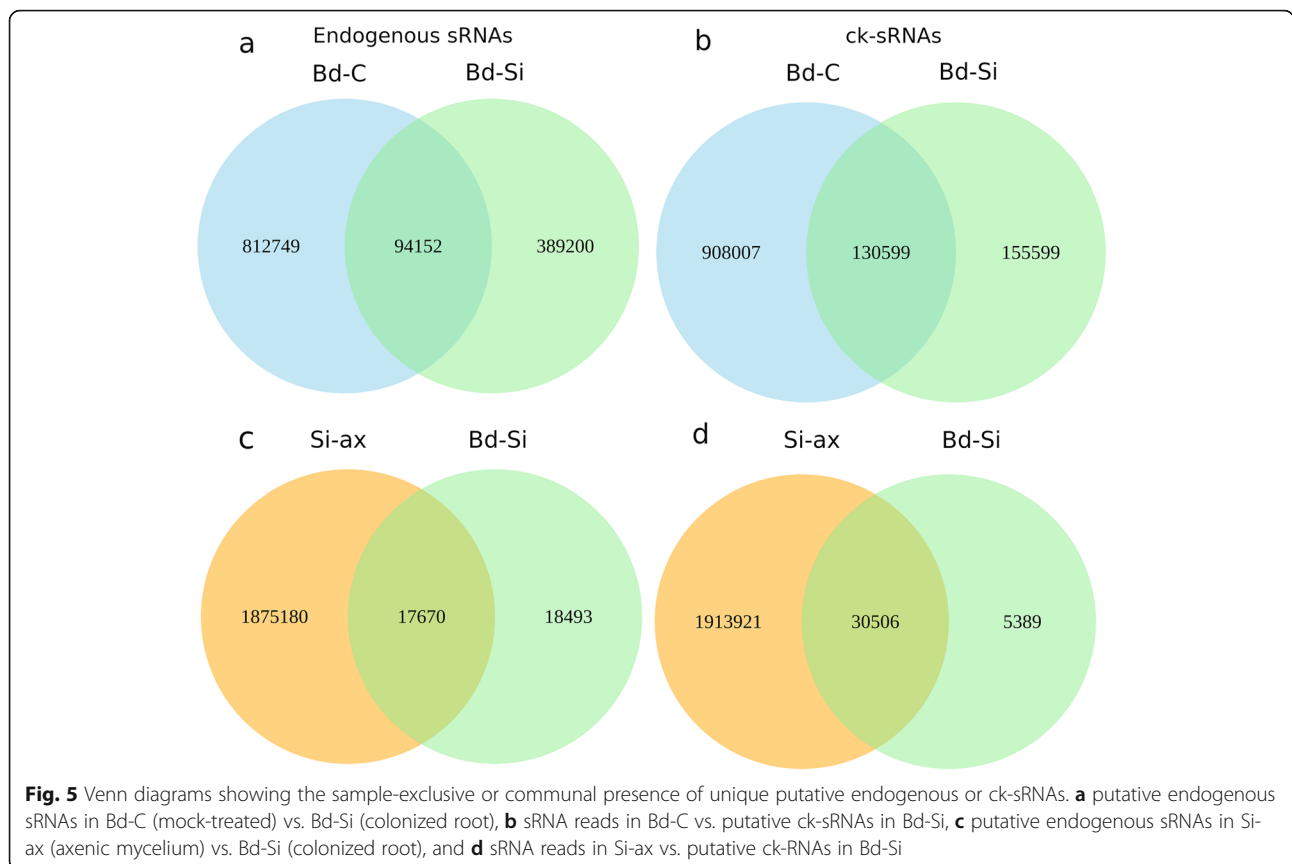 a
Endogenous sRNAs
b
ck-sRNAs
Bd-C
Bd-Si
Bd-C
Bd-Si
812749
94152
389200
908007
130599
155599
c
Si-ax
Bd-Si
d
Si-ax
Bd-Si
1875180
17670
18493
1913921
30506
5389
Fig. 5 Venn diagrams showing the sample-exclusive or communal presence of unique putative endogenous or ck-sRNAs. a putative endogenous
sRNAs in Bd-C (mock-treated) vs. Bd-Si (colonized root), b sRNA reads in Bd-C vs. putative ck-sRNAs in Bd-Si, c putative endogenous sRNAs in Si-
ax (axenic mycelium) vs. Bd-Si (colonized root), and d sRNA reads in Si-ax vs. putative ck-RNAs in Bd-Si